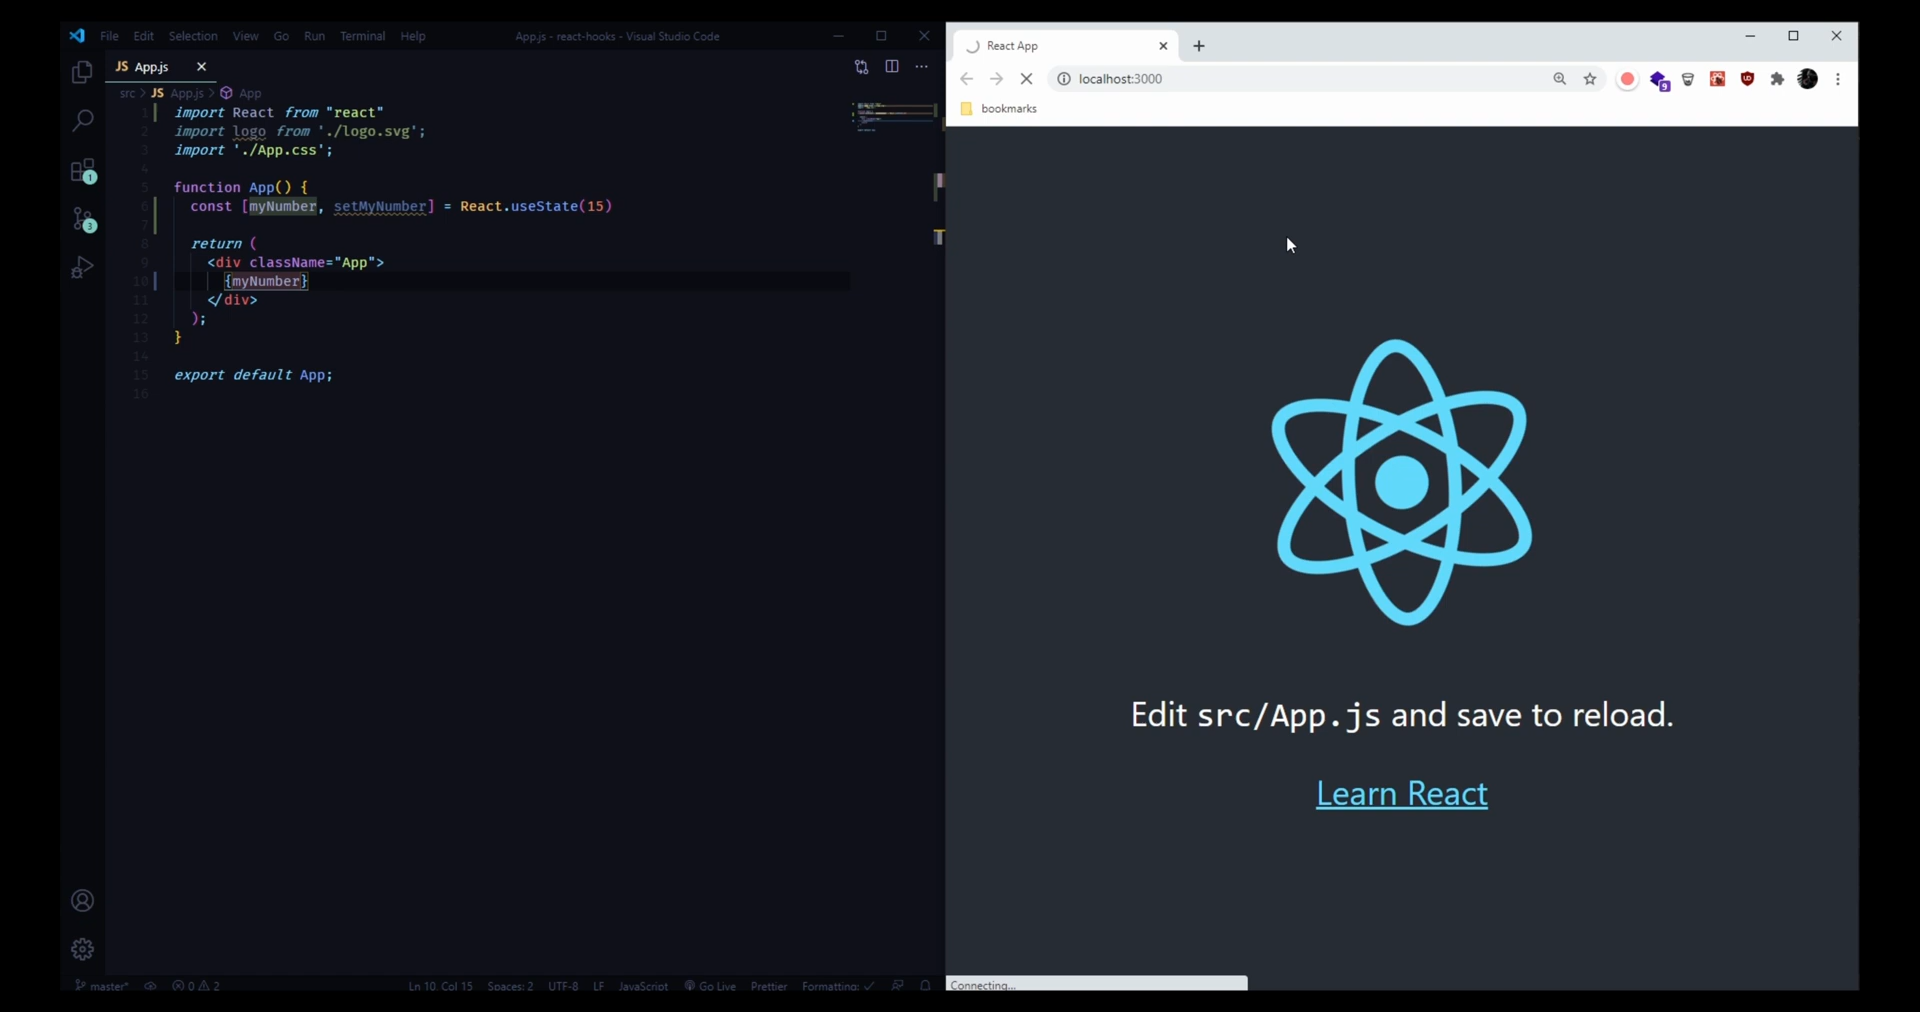 File Edit Selection View Go Run Terminal Help App.js - react-hooks - Visual Studio Code
JS App.js
src > JS App.js > App
1 import React from "react"
2 import logo from './logo.svg';
3 import './App.css';
4
5 function App() {
6 const [myNumber, setMyNumber] = React.useState(15)
7
8 return (
9 <div className="App">
10 {myNumber}
11 </div>
12 );
13 }
14
15 export default App;
16
1
3
master* 0 2 Ln 10, Col 15 Spaces: 2 UTF-8 LF JavaScript Go Live Prettier Formatting: ✓
React App
localhost:3000
9
bookmarks
Edit src/App.js and save to reload.
Learn React
Connecting...